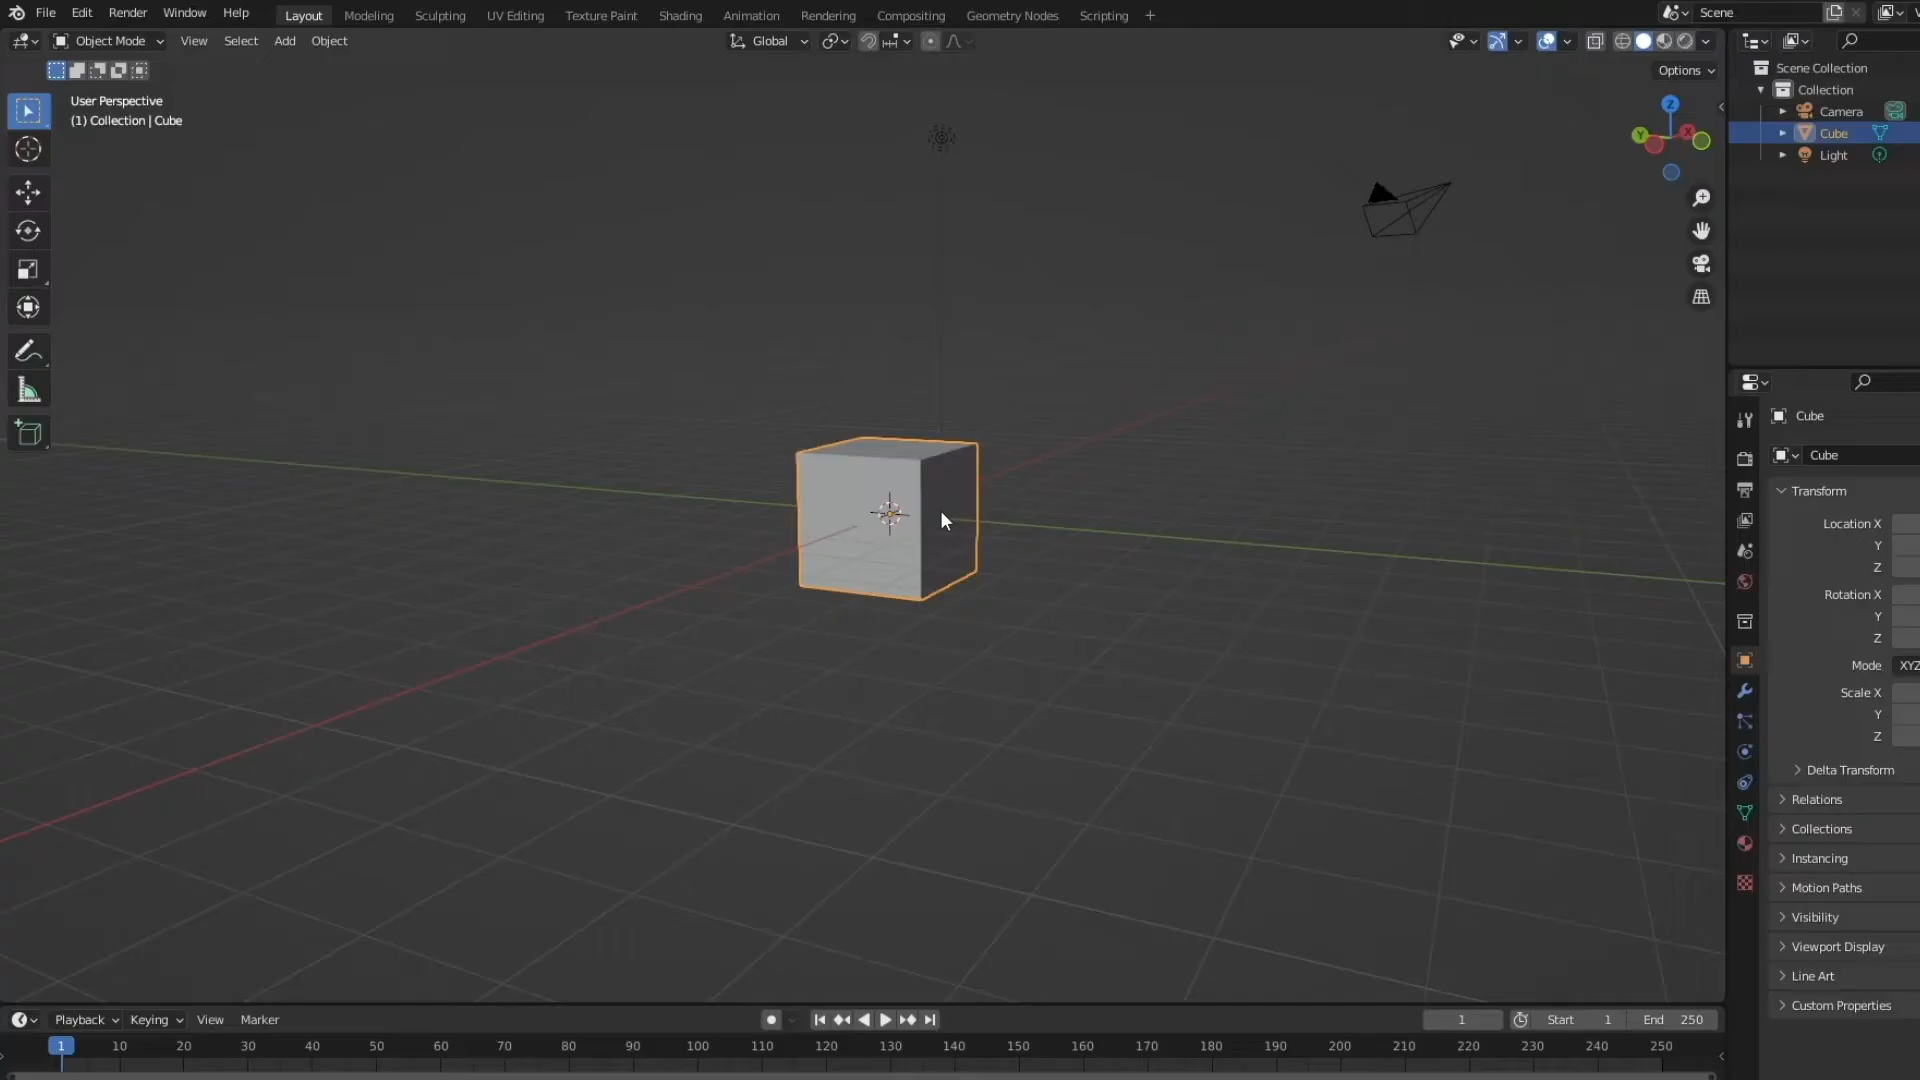 File Edit Render Window Help Layout Modeling Sculpting UV Editing Texture Paint Shading Animation Rendering Compositing Geometry Nodes Scripting + Scene
Object Mode View Select Add Object Global
Options
User Perspective
(1) Collection | Cube
Z
Y
X
Scene Collection
Collection
Camera
Cube
Light
Cube
Cube
Transform
Location X
Y
Z
Rotation X
Y
Z
Mode XYZ
Scale X
Y
Z
Delta Transform
Relations
Collections
Instancing
Motion Paths
Visibility
Viewport Display
Line Art
Custom Properties
Playback Keying View Marker 1 Start 1 End 250
1 10 20 30 40 50 60 70 80 90 100 110 120 130 140 150 160 170 180 190 200 210 220 230 240 250